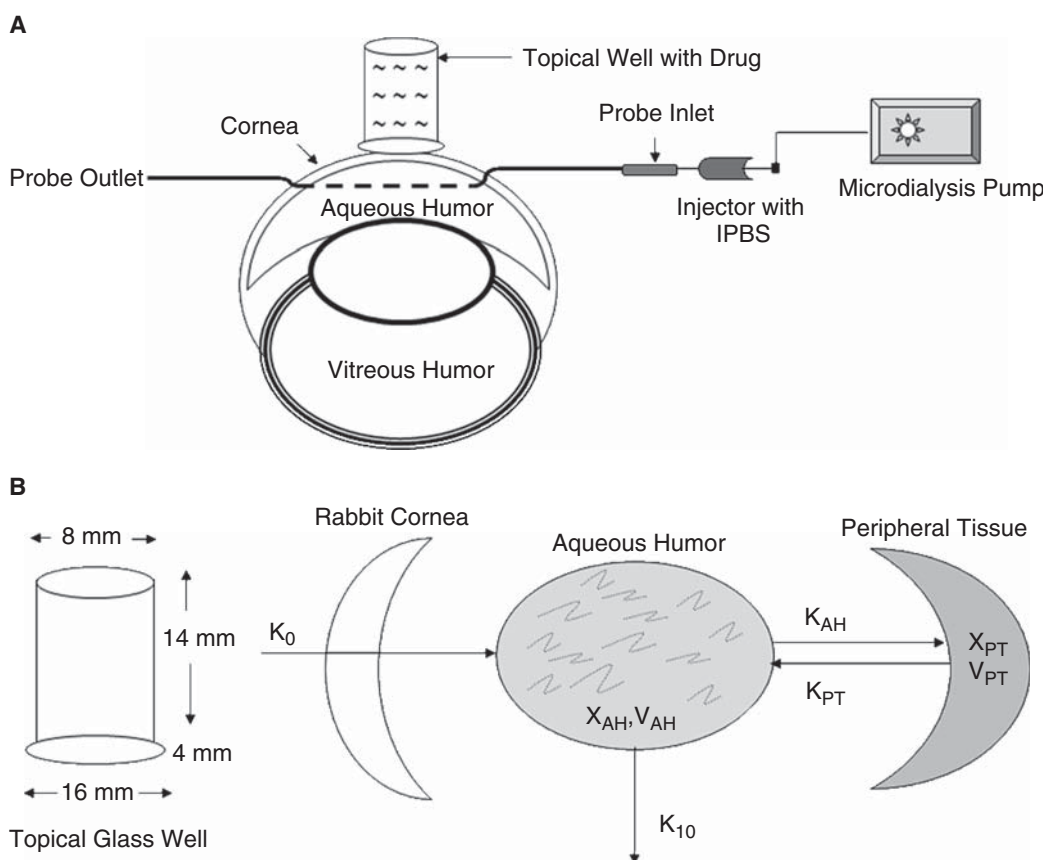 A
Topical Well with Drug
Cornea
Probe Inlet
Probe Outlet
Aqueous Humor
Injector with
IPBS
Microdialysis Pump
Vitreous Humor
B
8 mm
Rabbit Cornea
Aqueous Humor
Peripheral Tissue
14 mm
K0
KAH
KPT
XPT
VPT
XAH,VAH
4 mm
16 mm
K10
Topical Glass Well